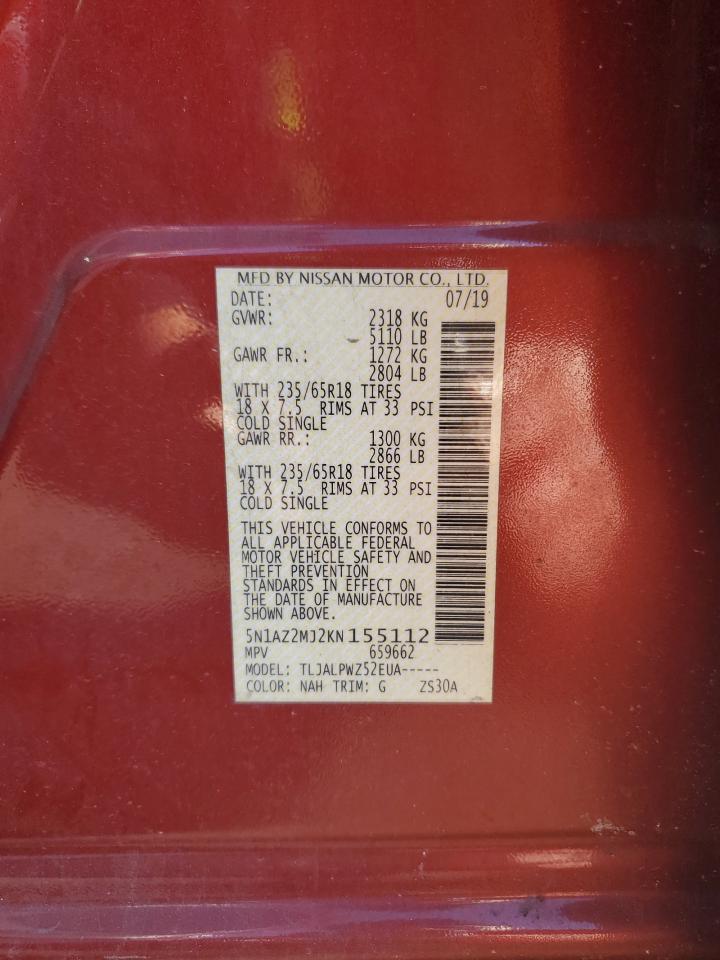 MFD BY NISSAN MOTOR CO., LTD.
DATE: 07/19
GVWR: 2318 KG
5110 LB
GAWR FR.: 1272 KG
2804 LB
WITH 235/65R18 TIRES
18 X 7.5 RIMS AT 33 PSI
COLD SINGLE
GAWR RR.: 1300 KG
2866 LB
WITH 235/65R18 TIRES
18 X 7.5 RIMS AT 33 PSI
COLD SINGLE
THIS VEHICLE CONFORMS TO
ALL APPLICABLE FEDERAL
MOTOR VEHICLE SAFETY AND
THEFT PREVENTION
STANDARDS IN EFFECT ON
THE DATE OF MANUFACTURE
SHOWN ABOVE.
5N1AZ2MJ2KN155112
MPV 659662
MODEL: TLJALPWZ52EUA-----
COLOR: NAH TRIM: G ZS30A